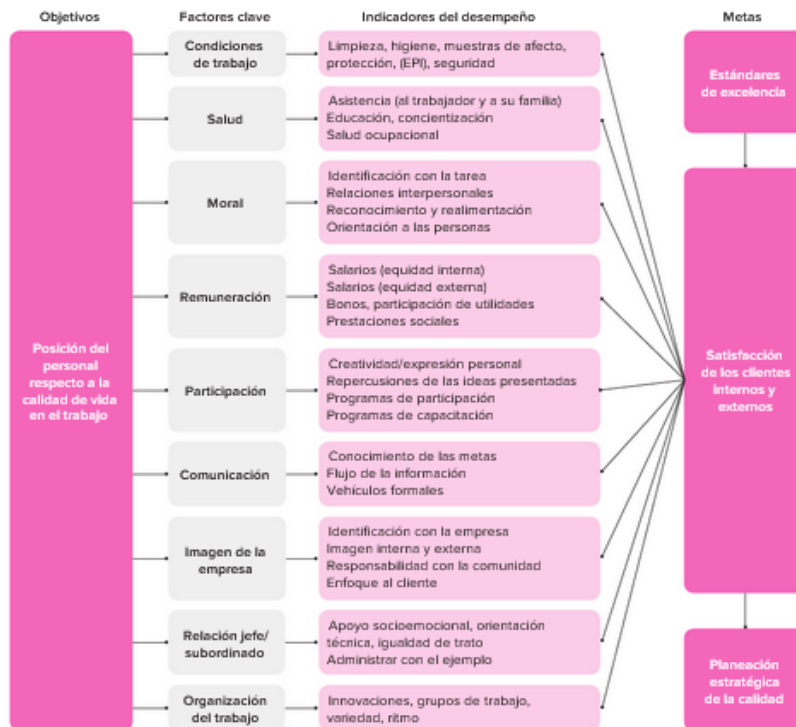 Objetivos
Factores clave
Indicadores del desempeño
Metas
Posición del
personal
respecto a la
calidad de vida
en el trabajo
Condiciones
de trabajo
Limpieza, higiene, muestras de afecto,
protección, (EPI), seguridad
Salud
Asistencia (al trabajador y a su familia)
Educación, concientización
Salud ocupacional
Moral
Identificación con la tarea
Relaciones interpersonales
Reconocimiento y realimentación
Orientación a las personas
Remuneración
Salarios (equidad interna)
Salarios (equidad externa)
Bonos, participación de utilidades
Prestaciones sociales
Participación
Creatividad/expresión personal
Repercusiones de las ideas presentadas
Programas de participación
Programas de capacitación
Comunicación
Conocimiento de las metas
Flujo de la información
Vehículos formales
Imagen de la
empresa
Identificación con la empresa
Imagen interna y externa
Responsabilidad con la comunidad
Enfoque al cliente
Relación jefe/
subordinado
Apoyo socioemocional, orientación
técnica, igualdad de trato
Administrar con el ejemplo
Organización
del trabajo
Innovaciones, grupos de trabajo,
variedad, ritmo
Estándares
de excelencia
Satisfacción
de los clientes
internos y
externos
Planeación
estratégica
de la calidad